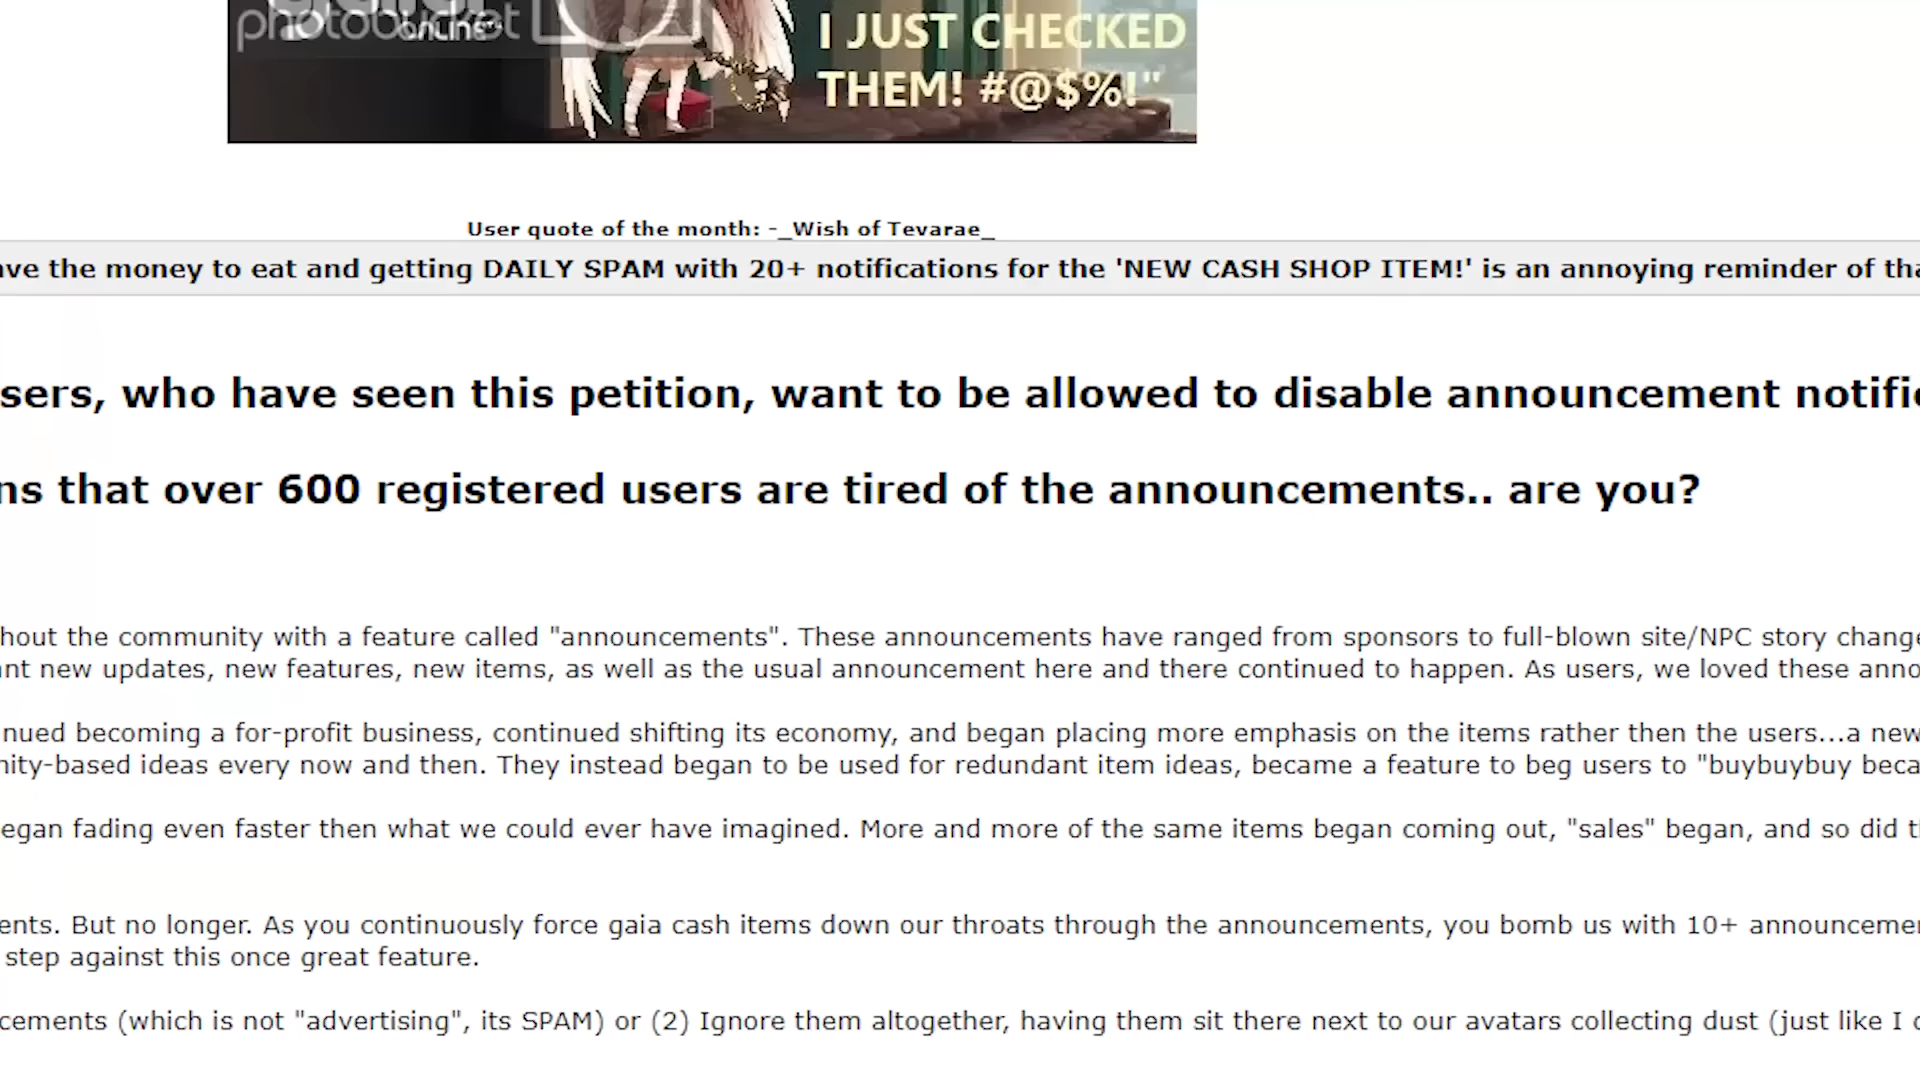 photobucket
ONLINE
I JUST CHECKED
THEM! #@$%!"
User quote of the month: -_Wish of Tevarae_
ave the money to eat and getting DAILY SPAM with 20+ notifications for the 'NEW CASH SHOP ITEM!' is an annoying reminder of tha
sers, who have seen this petition, want to be allowed to disable announcement notific
ns that over 600 registered users are tired of the announcements.. are you?
hout the community with a feature called "announcements". These announcements have ranged from sponsors to full-blown site/NPC story change
ant new updates, new features, new items, as well as the usual announcement here and there continued to happen. As users, we loved these anno
nued becoming a for-profit business, continued shifting its economy, and began placing more emphasis on the items rather then the users...a new
nity-based ideas every now and then. They instead began to be used for redundant item ideas, became a feature to beg users to "buybuybuy beca
egan fading even faster then what we could ever have imagined. More and more of the same items began coming out, "sales" began, and so did th
ents. But no longer. As you continuously force gaia cash items down our throats through the announcements, you bomb us with 10+ announcemen
step against this once great feature.
cements (which is not "advertising", its SPAM) or (2) Ignore them altogether, having them sit there next to our avatars collecting dust (just like I